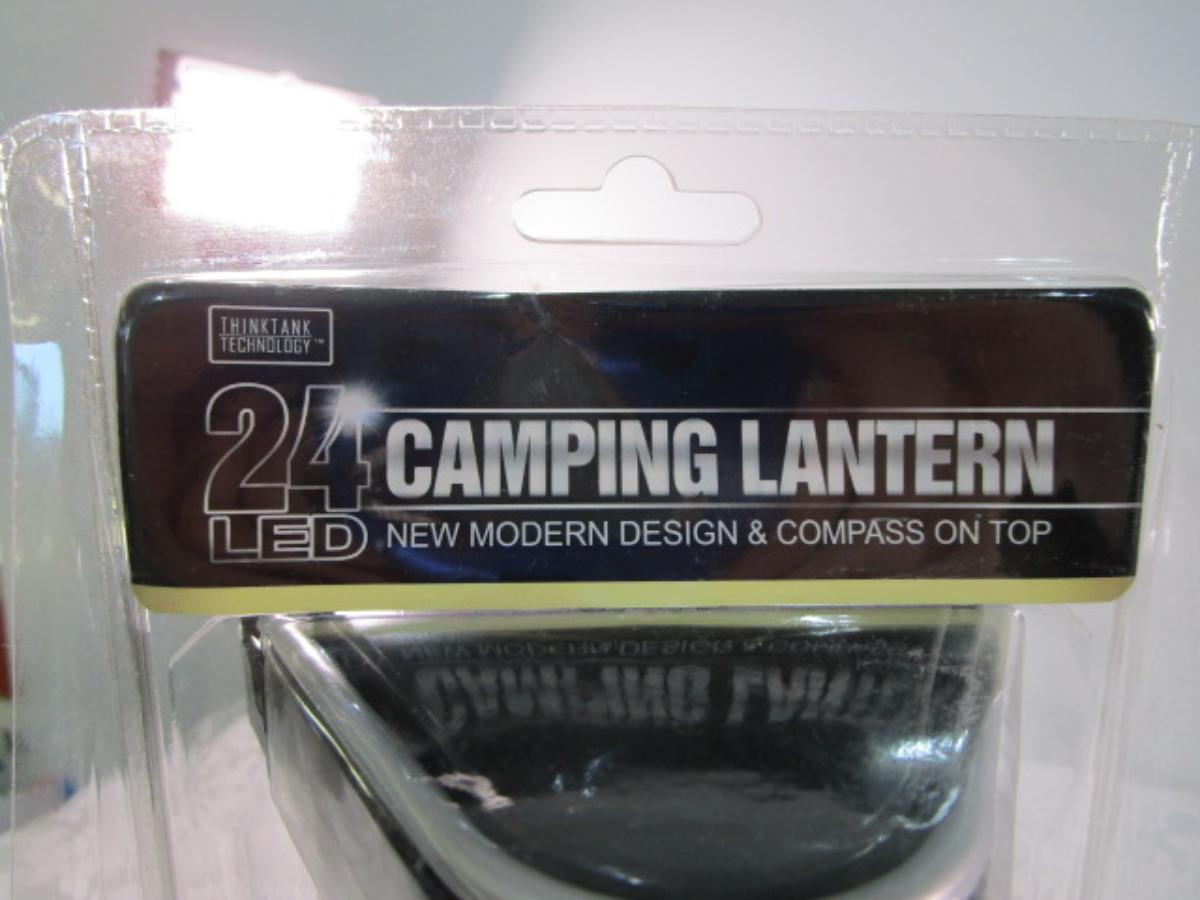 THINKTANK
TECHNOLOGY™
24 CAMPING LANTERN
LED NEW MODERN DESIGN & COMPASS ON TOP